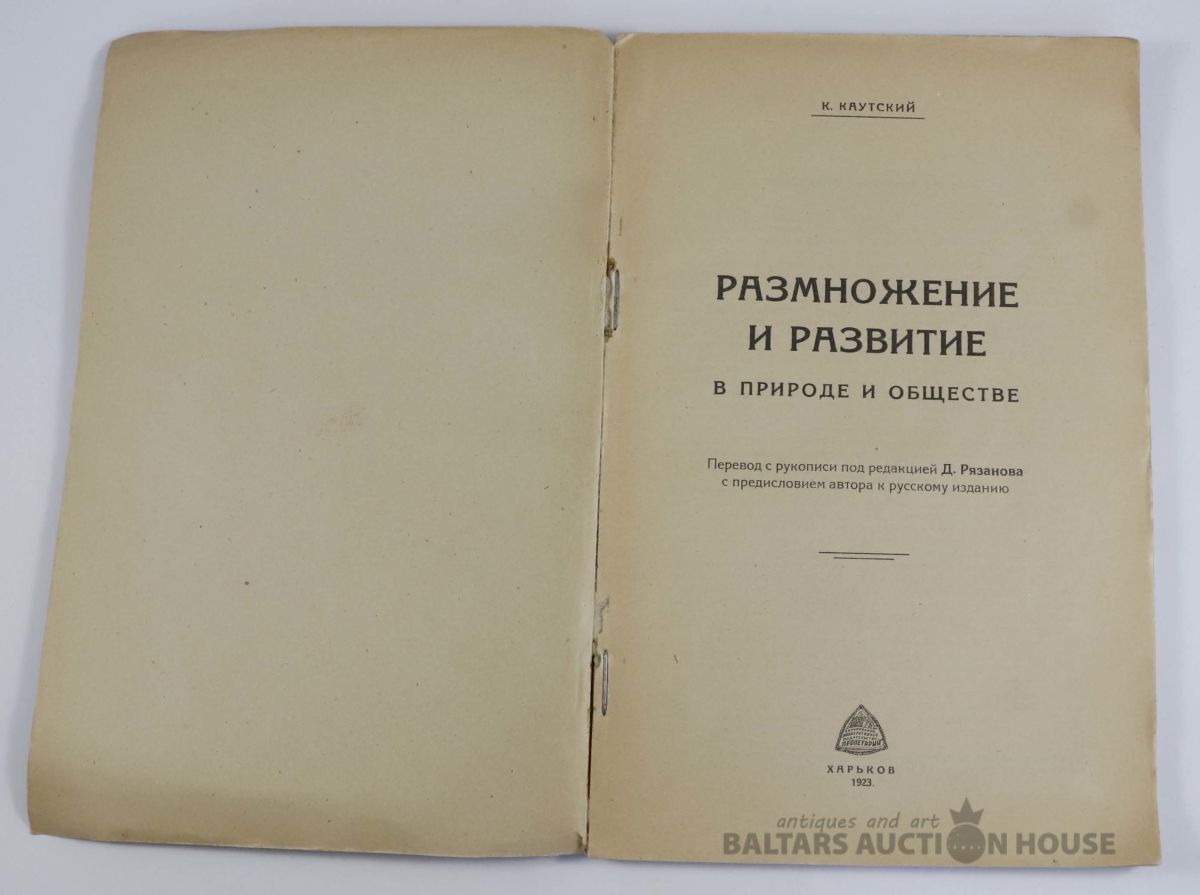 К. КАУТСКИЙ
РАЗМНОЖЕНИЕ
И РАЗВИТИЕ
В ПРИРОДЕ И ОБЩЕСТВЕ
Перевод с рукописи под редакцией Д. Рязанова
с предисловием автора к русскому изданию
ПРОЛЕТАРИЙ
ХАРЬКОВ
1923.
antiques and art
BALTARS AUCTION HOUSE